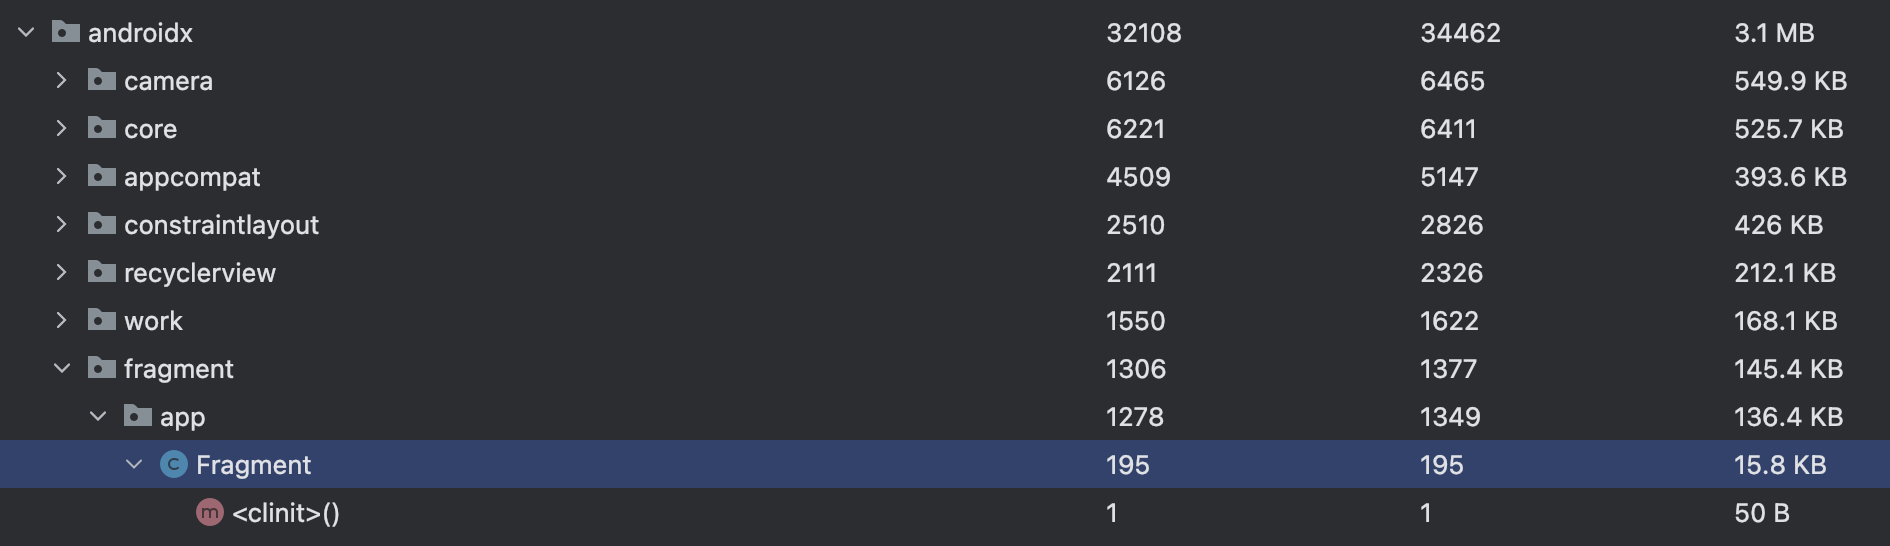 androidx 32108 34462 3.1 MB
camera 6126 6465 549.9 KB
core 6221 6411 525.7 KB
appcompat 4509 5147 393.6 KB
constraintlayout 2510 2826 426 KB
recyclerview 2111 2326 212.1 KB
work 1550 1622 168.1 KB
fragment 1306 1377 145.4 KB
app 1278 1349 136.4 KB
C Fragment 195 195 15.8 KB
m <clinit>() 1 1 50 B